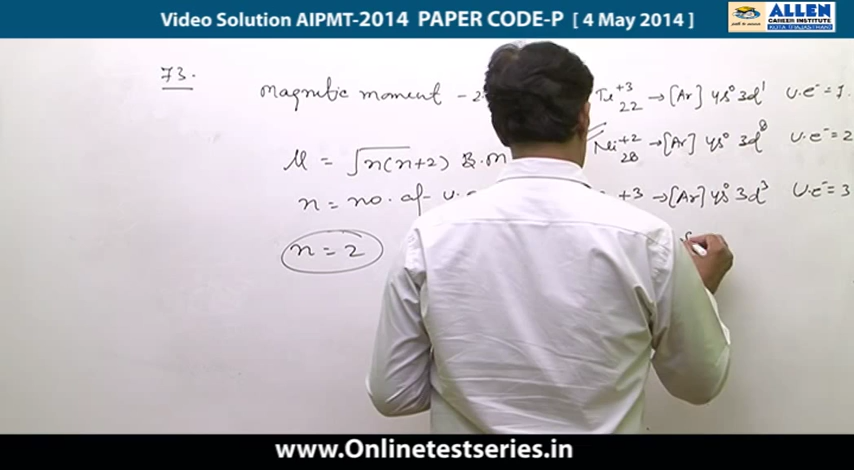 Video Solution AIPMT-2014 PAPER CODE-P [ 4 May 2014 ]
ALLEN
CAREER INSTITUTE
KOTA (RAJASTHAN)
73.
Magnetic moment - 2
μ = √n(n+2) B.M
n = no. of u.e
n = 2
Ti+3 22 → [Ar] 4s0 3d1 U.e- = 1.
Ni+2 28 → [Ar] 4s0 3d8 U.e- = 2
+3 → [Ar] 4s0 3d3 U.e- = 3
www.Onlinetestseries.in